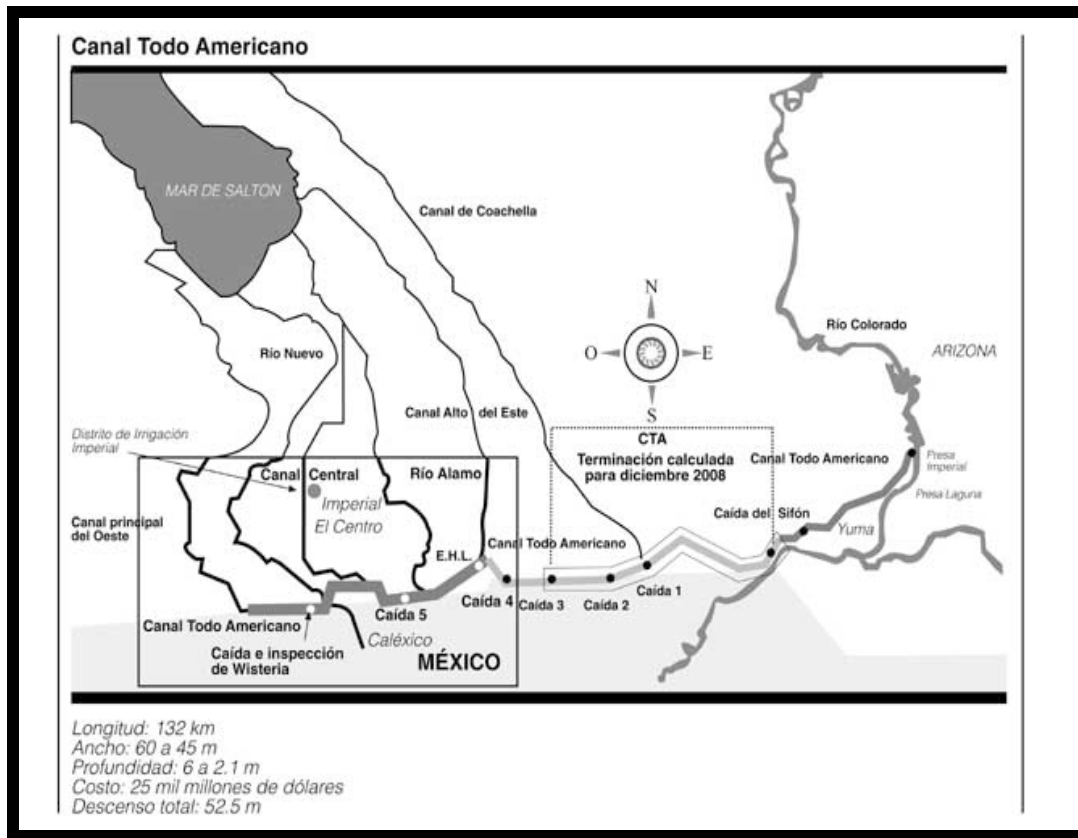 Canal Todo Americano
MAR DE SALTON
Canal de Coachella
N
O
E
S
Río Colorado
ARIZONA
Río Nuevo
Canal Alto del Este
Distrito de Irrigación
Imperial
CTA
Terminación calculada
para diciembre 2008
Canal Todo Americano
Presa
Imperial
Presa Laguna
Canal Central
Río Alamo
Imperial
El Centro
Canal principal
del Oeste
Caída del Sifón
Yuma
E.H.L.
Canal Todo Americano
Caída 4
Caída 3
Caída 2
Caída 1
Caída 5
Canal Todo Americano
Caléxico
Caída e inspección
de Wisteria
MÉXICO
Longitud: 132 km
Ancho: 60 a 45 m
Profundidad: 6 a 2.1 m
Costo: 25 mil millones de dólares
Descenso total: 52.5 m